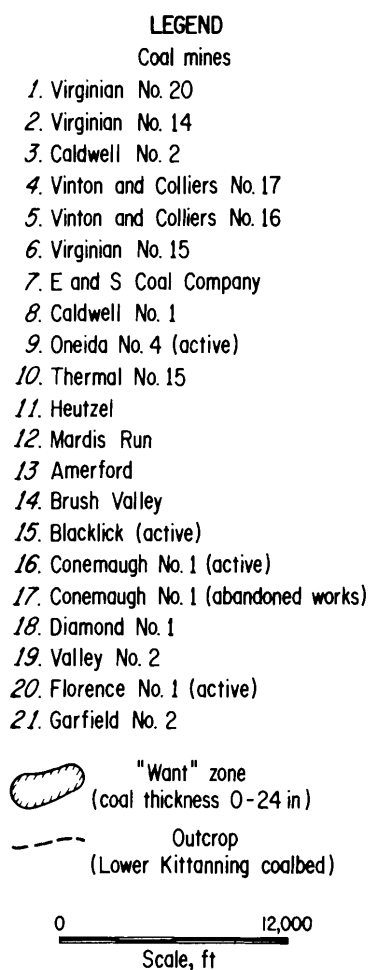 LEGEND
Coal mines
1. Virginian No. 20
2. Virginian No. 14
3. Caldwell No. 2
4. Vinton and Colliers No. 17
5. Vinton and Colliers No. 16
6. Virginian No. 15
7. E and S Coal Company
8. Caldwell No. 1
9. Oneida No. 4 (active)
10. Thermal No. 15
11. Heutzel
12. Mardis Run
13 Amerford
14. Brush Valley
15. Blacklick (active)
16. Conemaugh No. 1 (active)
17. Conemaugh No. 1 (abandoned works)
18. Diamond No. 1
19. Valley No. 2
20. Florence No. 1 (active)
21. Garfield No. 2
"Want" zone
(coal thickness 0-24 in)
Outcrop
(Lower Kittanning coalbed)
0 12,000
Scale, ft